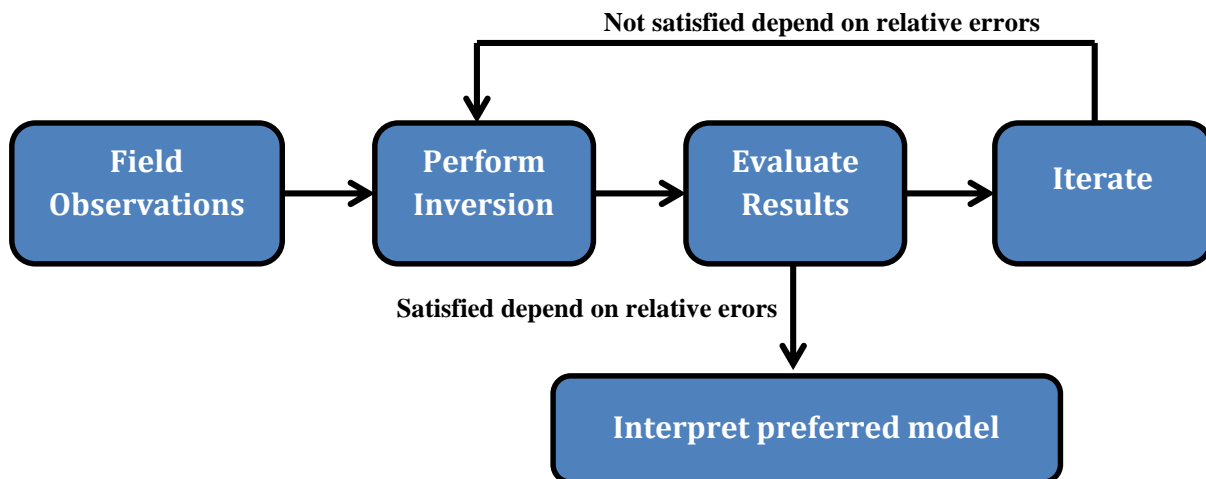 Not satisfied depend on relative errors
Field
Observations
Perform
Inversion
Evaluate
Results
Iterate
Satisfied depend on relative erors
Interpret preferred model